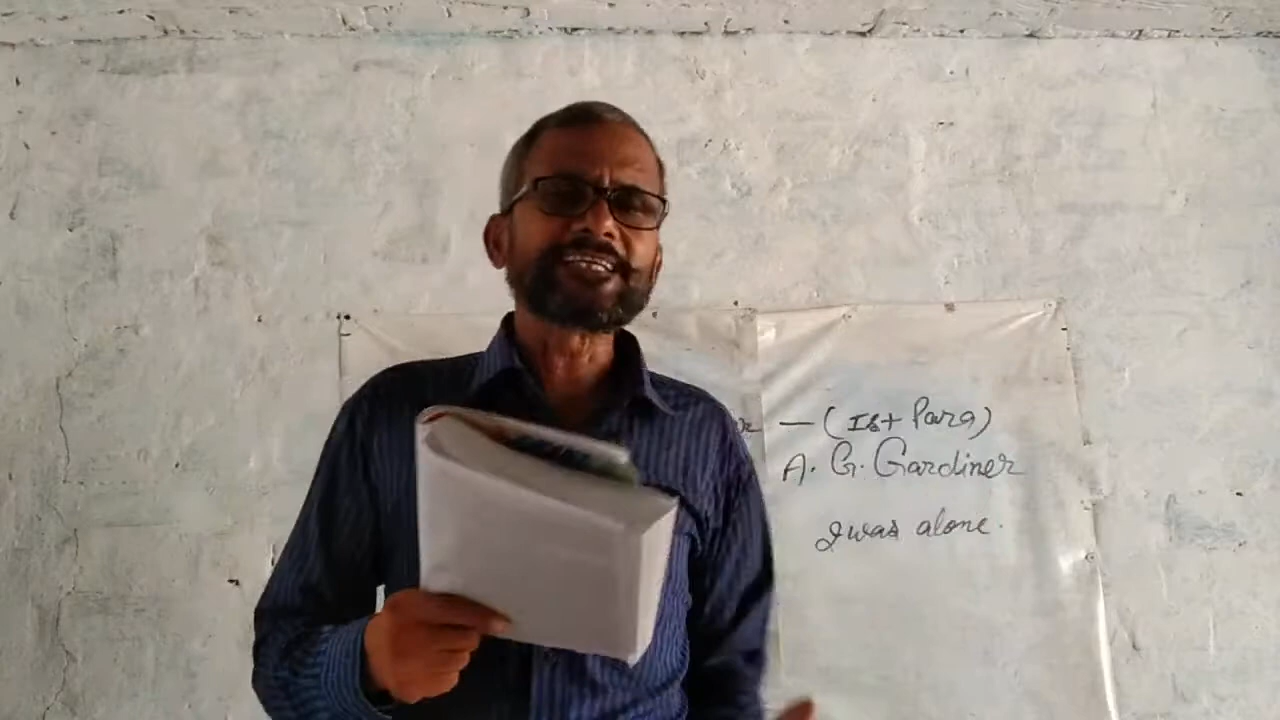 — (Ist Para)
A. G. Gardiner
I was alone.